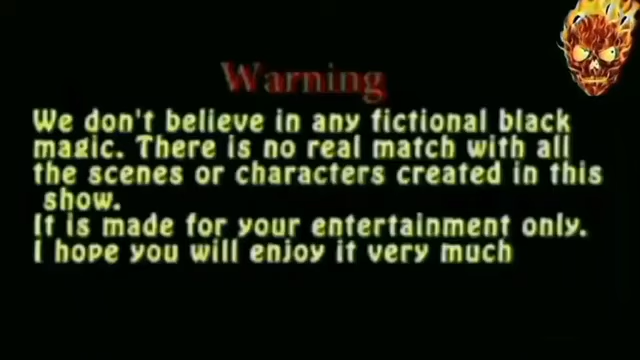 Warning
We don't believe in any fictional black
magic. There is no real match with all
the scenes or characters created in this
show.
It is made for your entertainment only.
I hope you will enjoy it very much